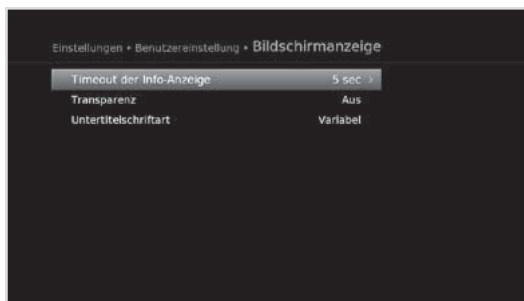 Einstellungen • Benutzereinstellung • Bildschirmanzeige
Timeout der Info-Anzeige 5 sec ›
Transparenz Aus
Untertitelschriftart Variabel